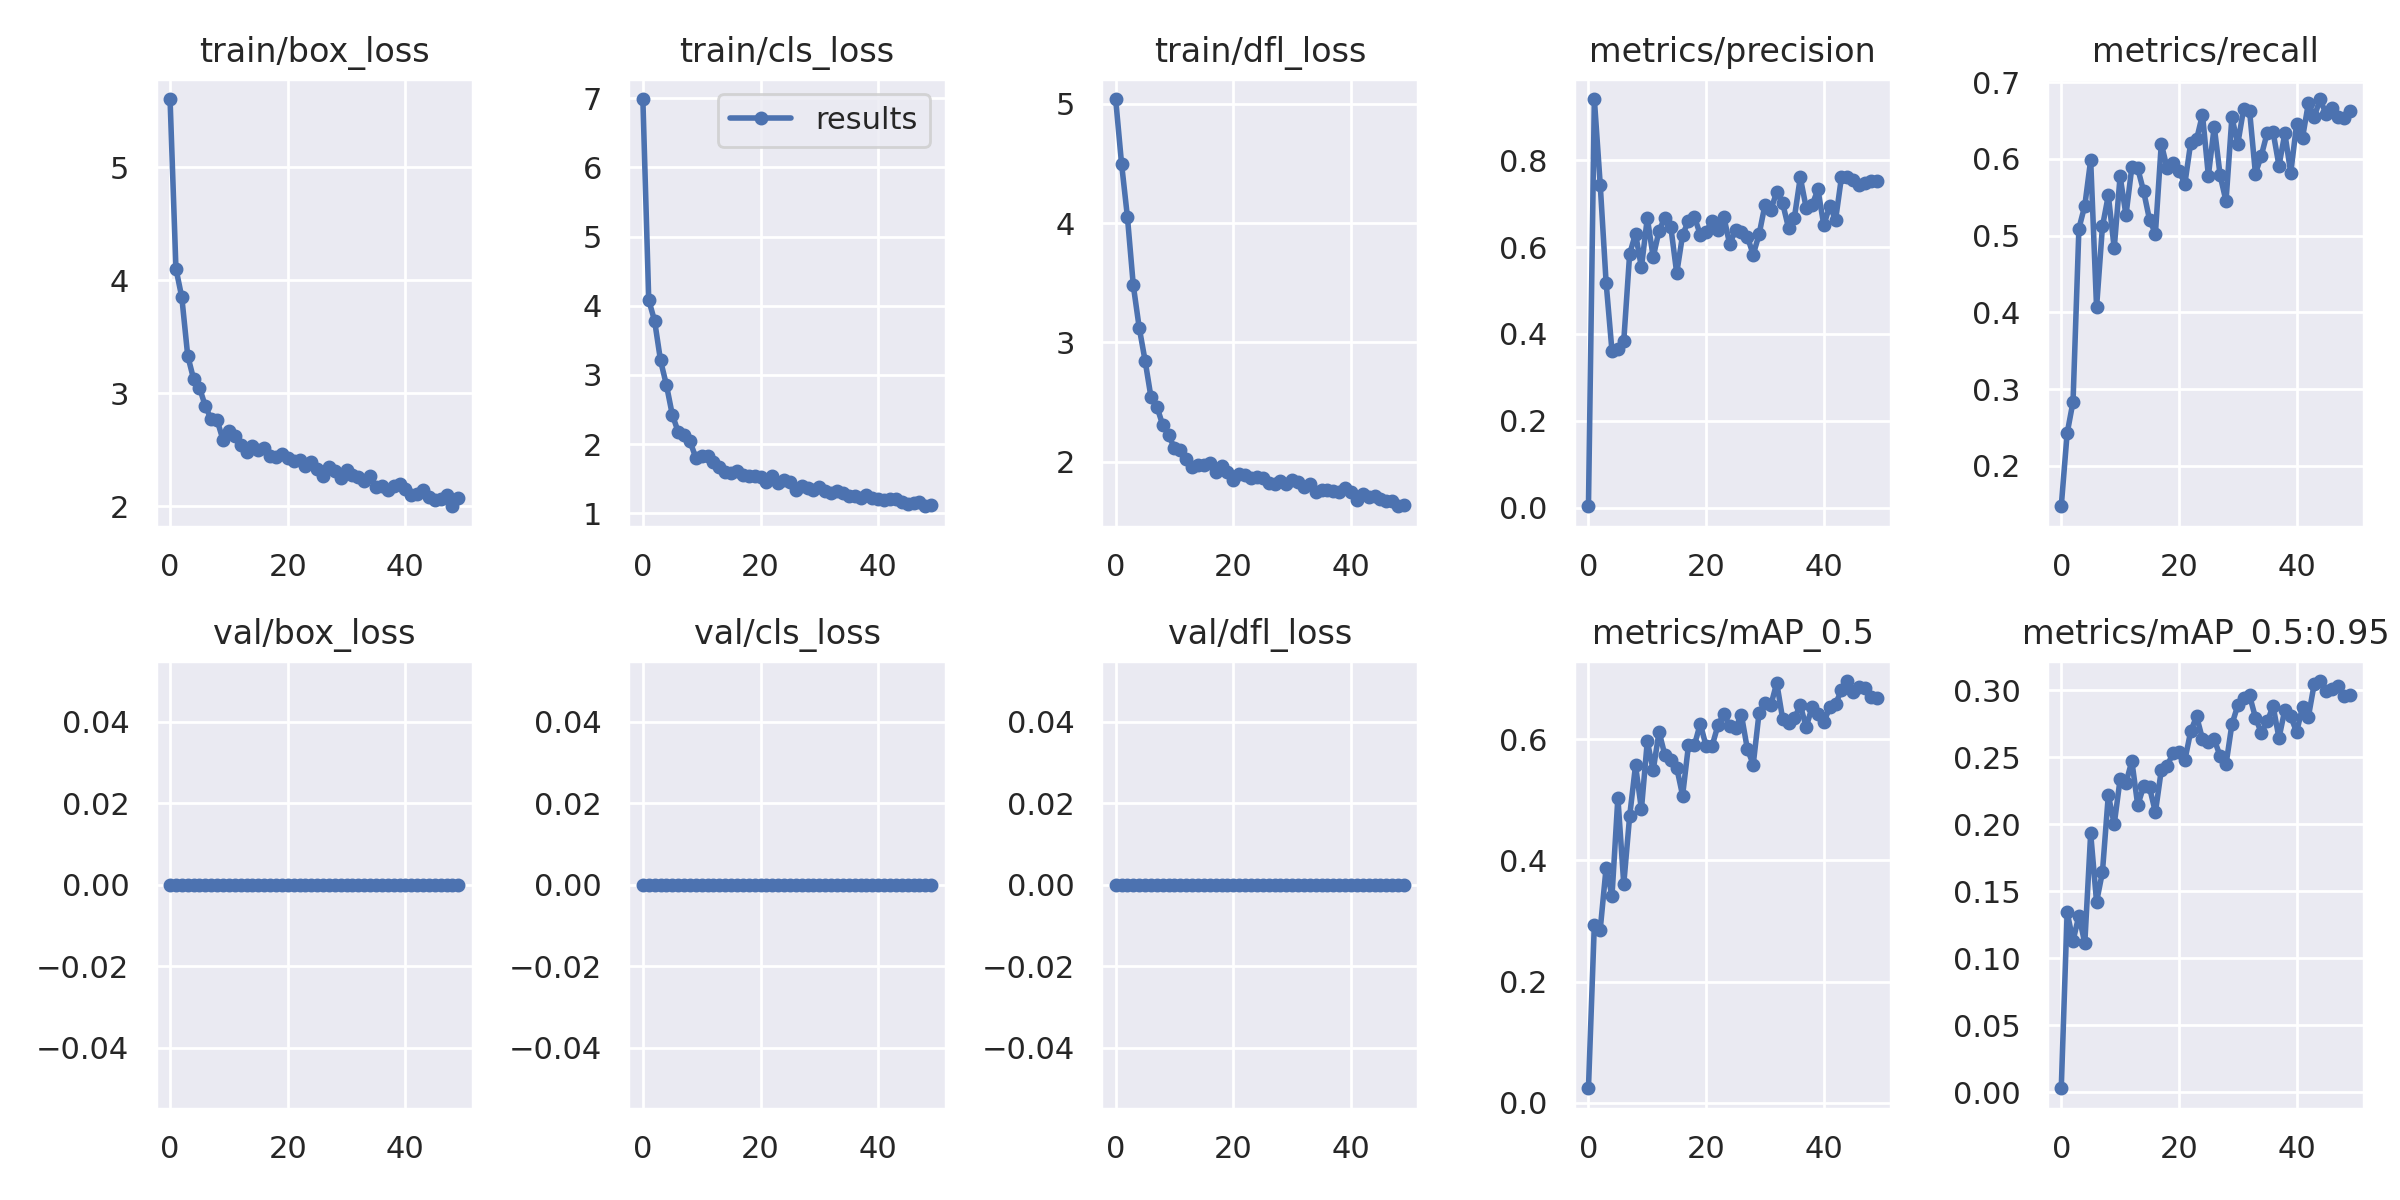 train/box_loss
train/cls_loss
train/dfl_loss
metrics/precision
metrics/recall
5
4
3
2
0 20 40
results
7
6
5
4
3
2
1
0 20 40
5
4
3
2
0 20 40
0.8
0.6
0.4
0.2
0.0
0 20 40
0.7
0.6
0.5
0.4
0.3
0.2
0 20 40
val/box_loss
val/cls_loss
val/dfl_loss
metrics/mAP_0.5
metrics/mAP_0.5:0.95
0.04
0.02
0.00
−0.02
−0.04
0 20 40
0.04
0.02
0.00
−0.02
−0.04
0 20 40
0.04
0.02
0.00
−0.02
−0.04
0 20 40
0.6
0.4
0.2
0.0
0 20 40
0.30
0.25
0.20
0.15
0.10
0.05
0.00
0 20 40